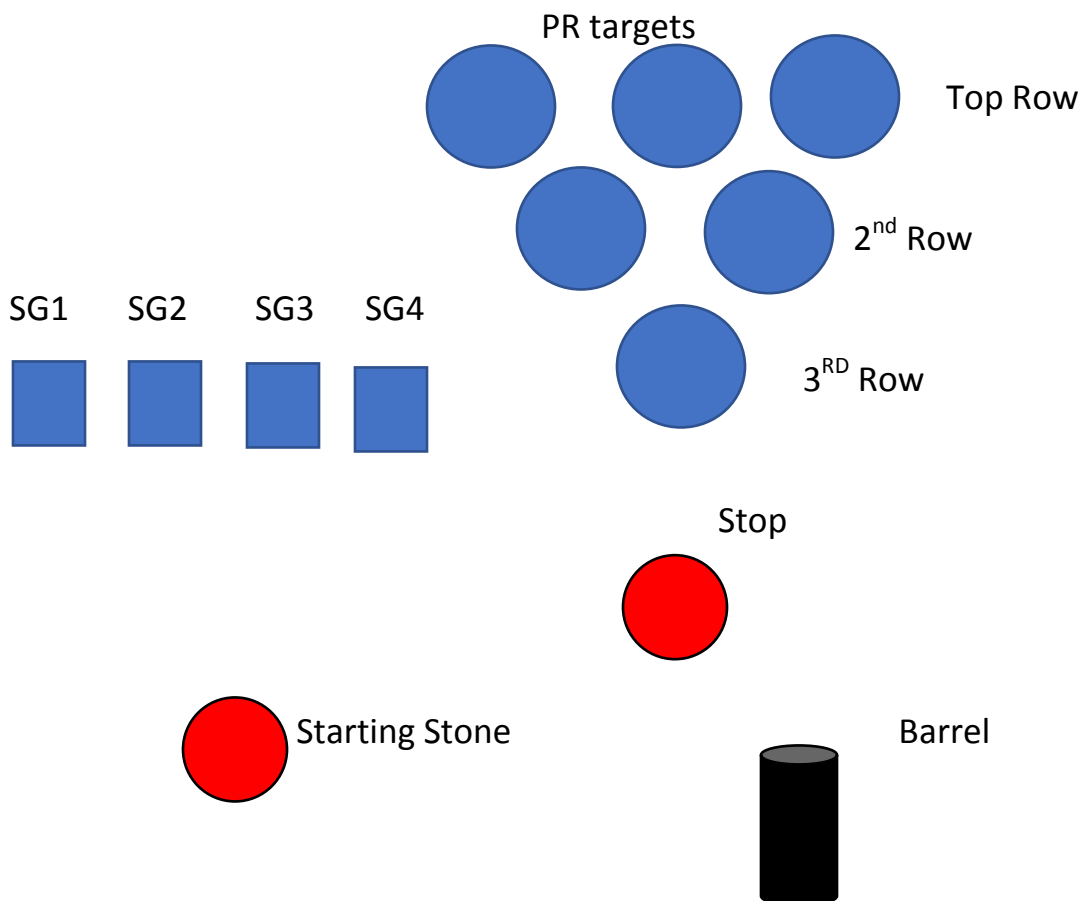 PR targets
Top Row
2nd Row
SG1 SG2 SG3 SG4
3RD Row
Stop
Starting Stone
Barrel